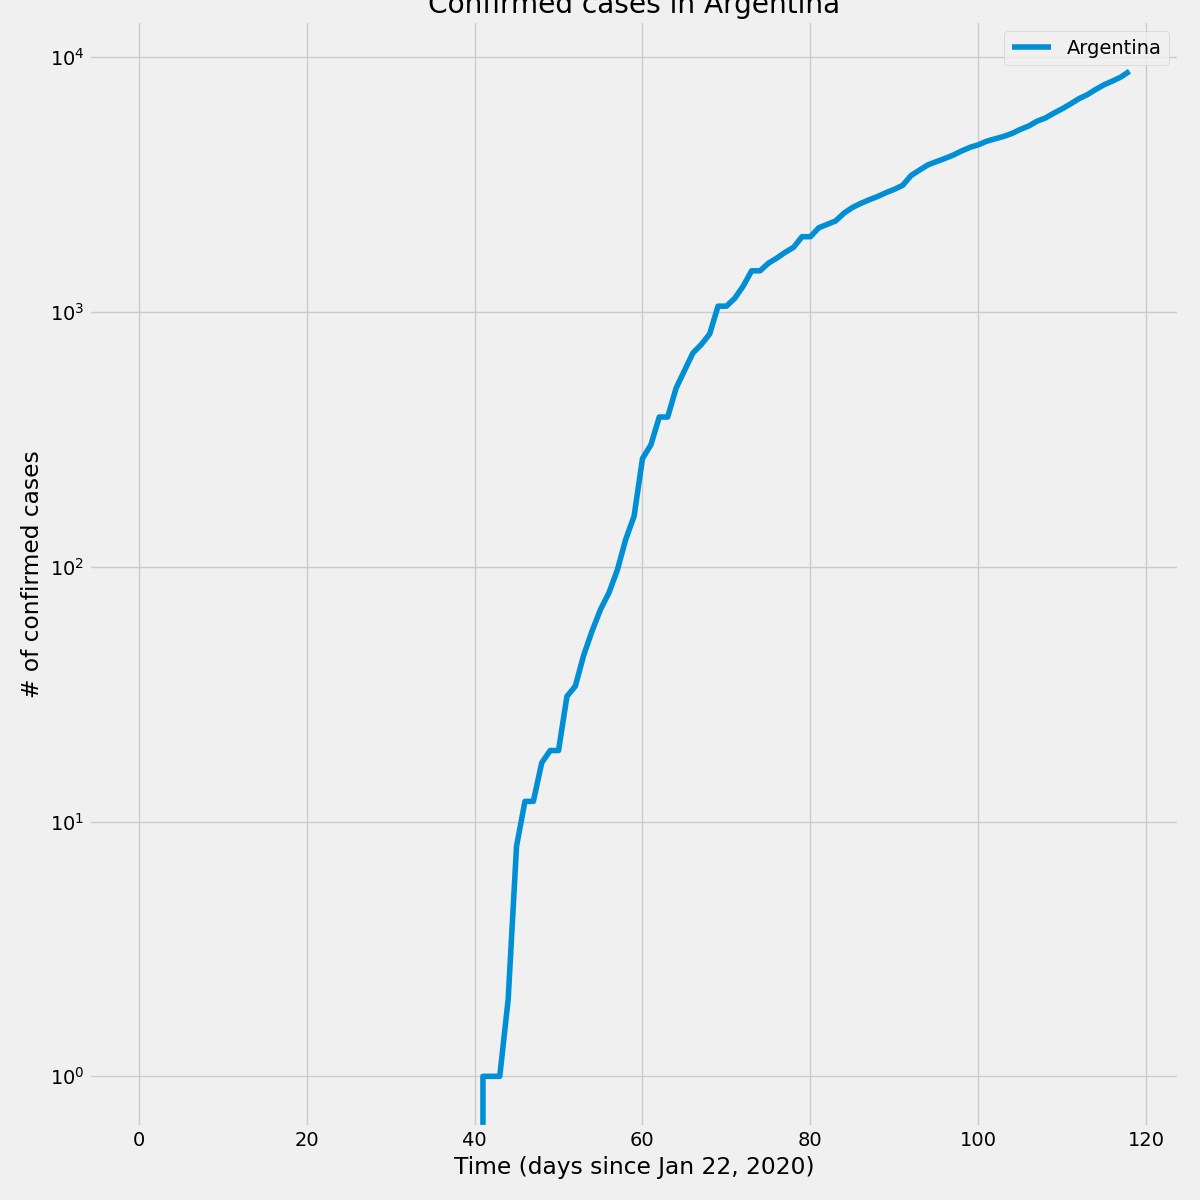 Confirmed cases in Argentina
Argentina
10⁴
10³
10²
10¹
10⁰
# of confirmed cases
0 20 40 60 80 100 120
Time (days since Jan 22, 2020)